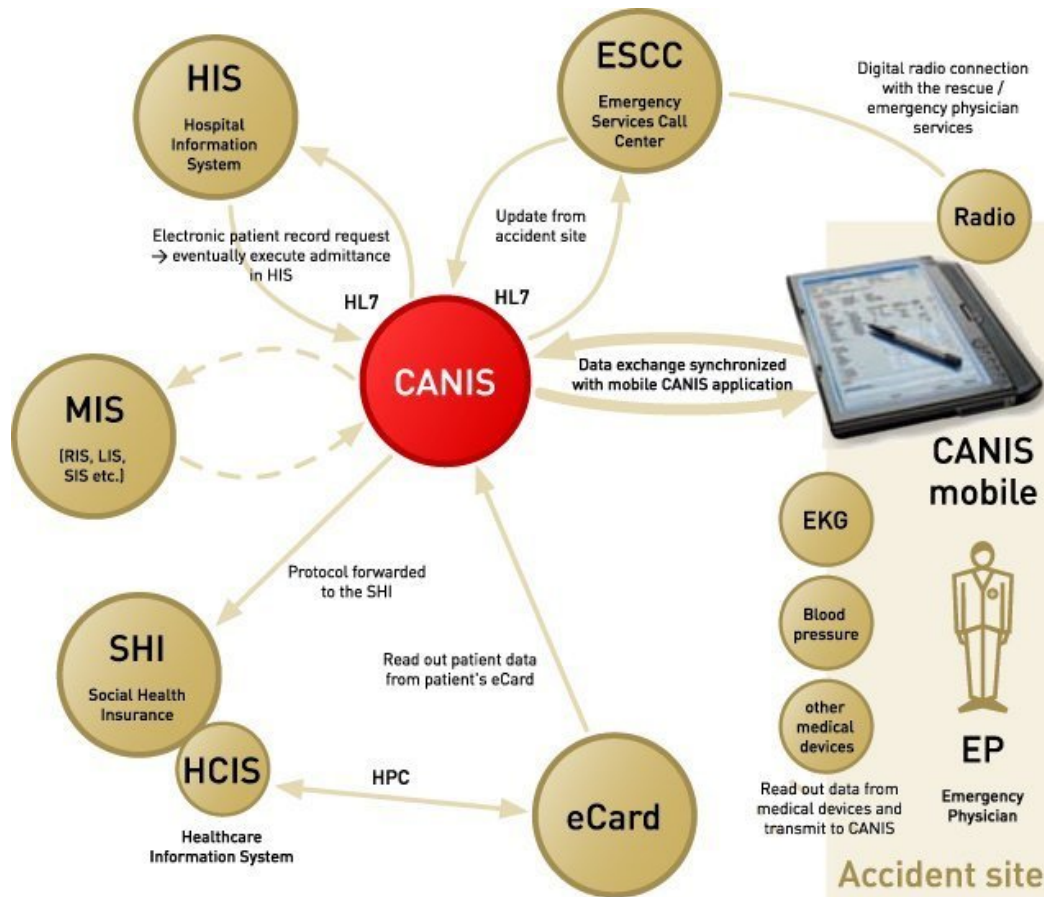 HIS
Hospital
Information
System
ESCC
Emergency
Services Call
Center
Digital radio connection
with the rescue /
emergency physician
services
Radio
Electronic patient record request
→ eventually execute admittance
in HIS
HL7
Update from
accident site
HL7
CANIS
Data exchange synchronized
with mobile CANIS application
MIS
(RIS, LIS,
SIS etc.)
CANIS
mobile
EKG
Blood
pressure
other
medical
devices
Read out data from
medical devices and
transmit to CANIS
EP
Emergency
Physician
Accident site
Protocol forwarded
to the SHI
SHI
Social Health
Insurance
HCIS
Healthcare
Information System
HPC
Read out patient data
from patient's eCard
eCard